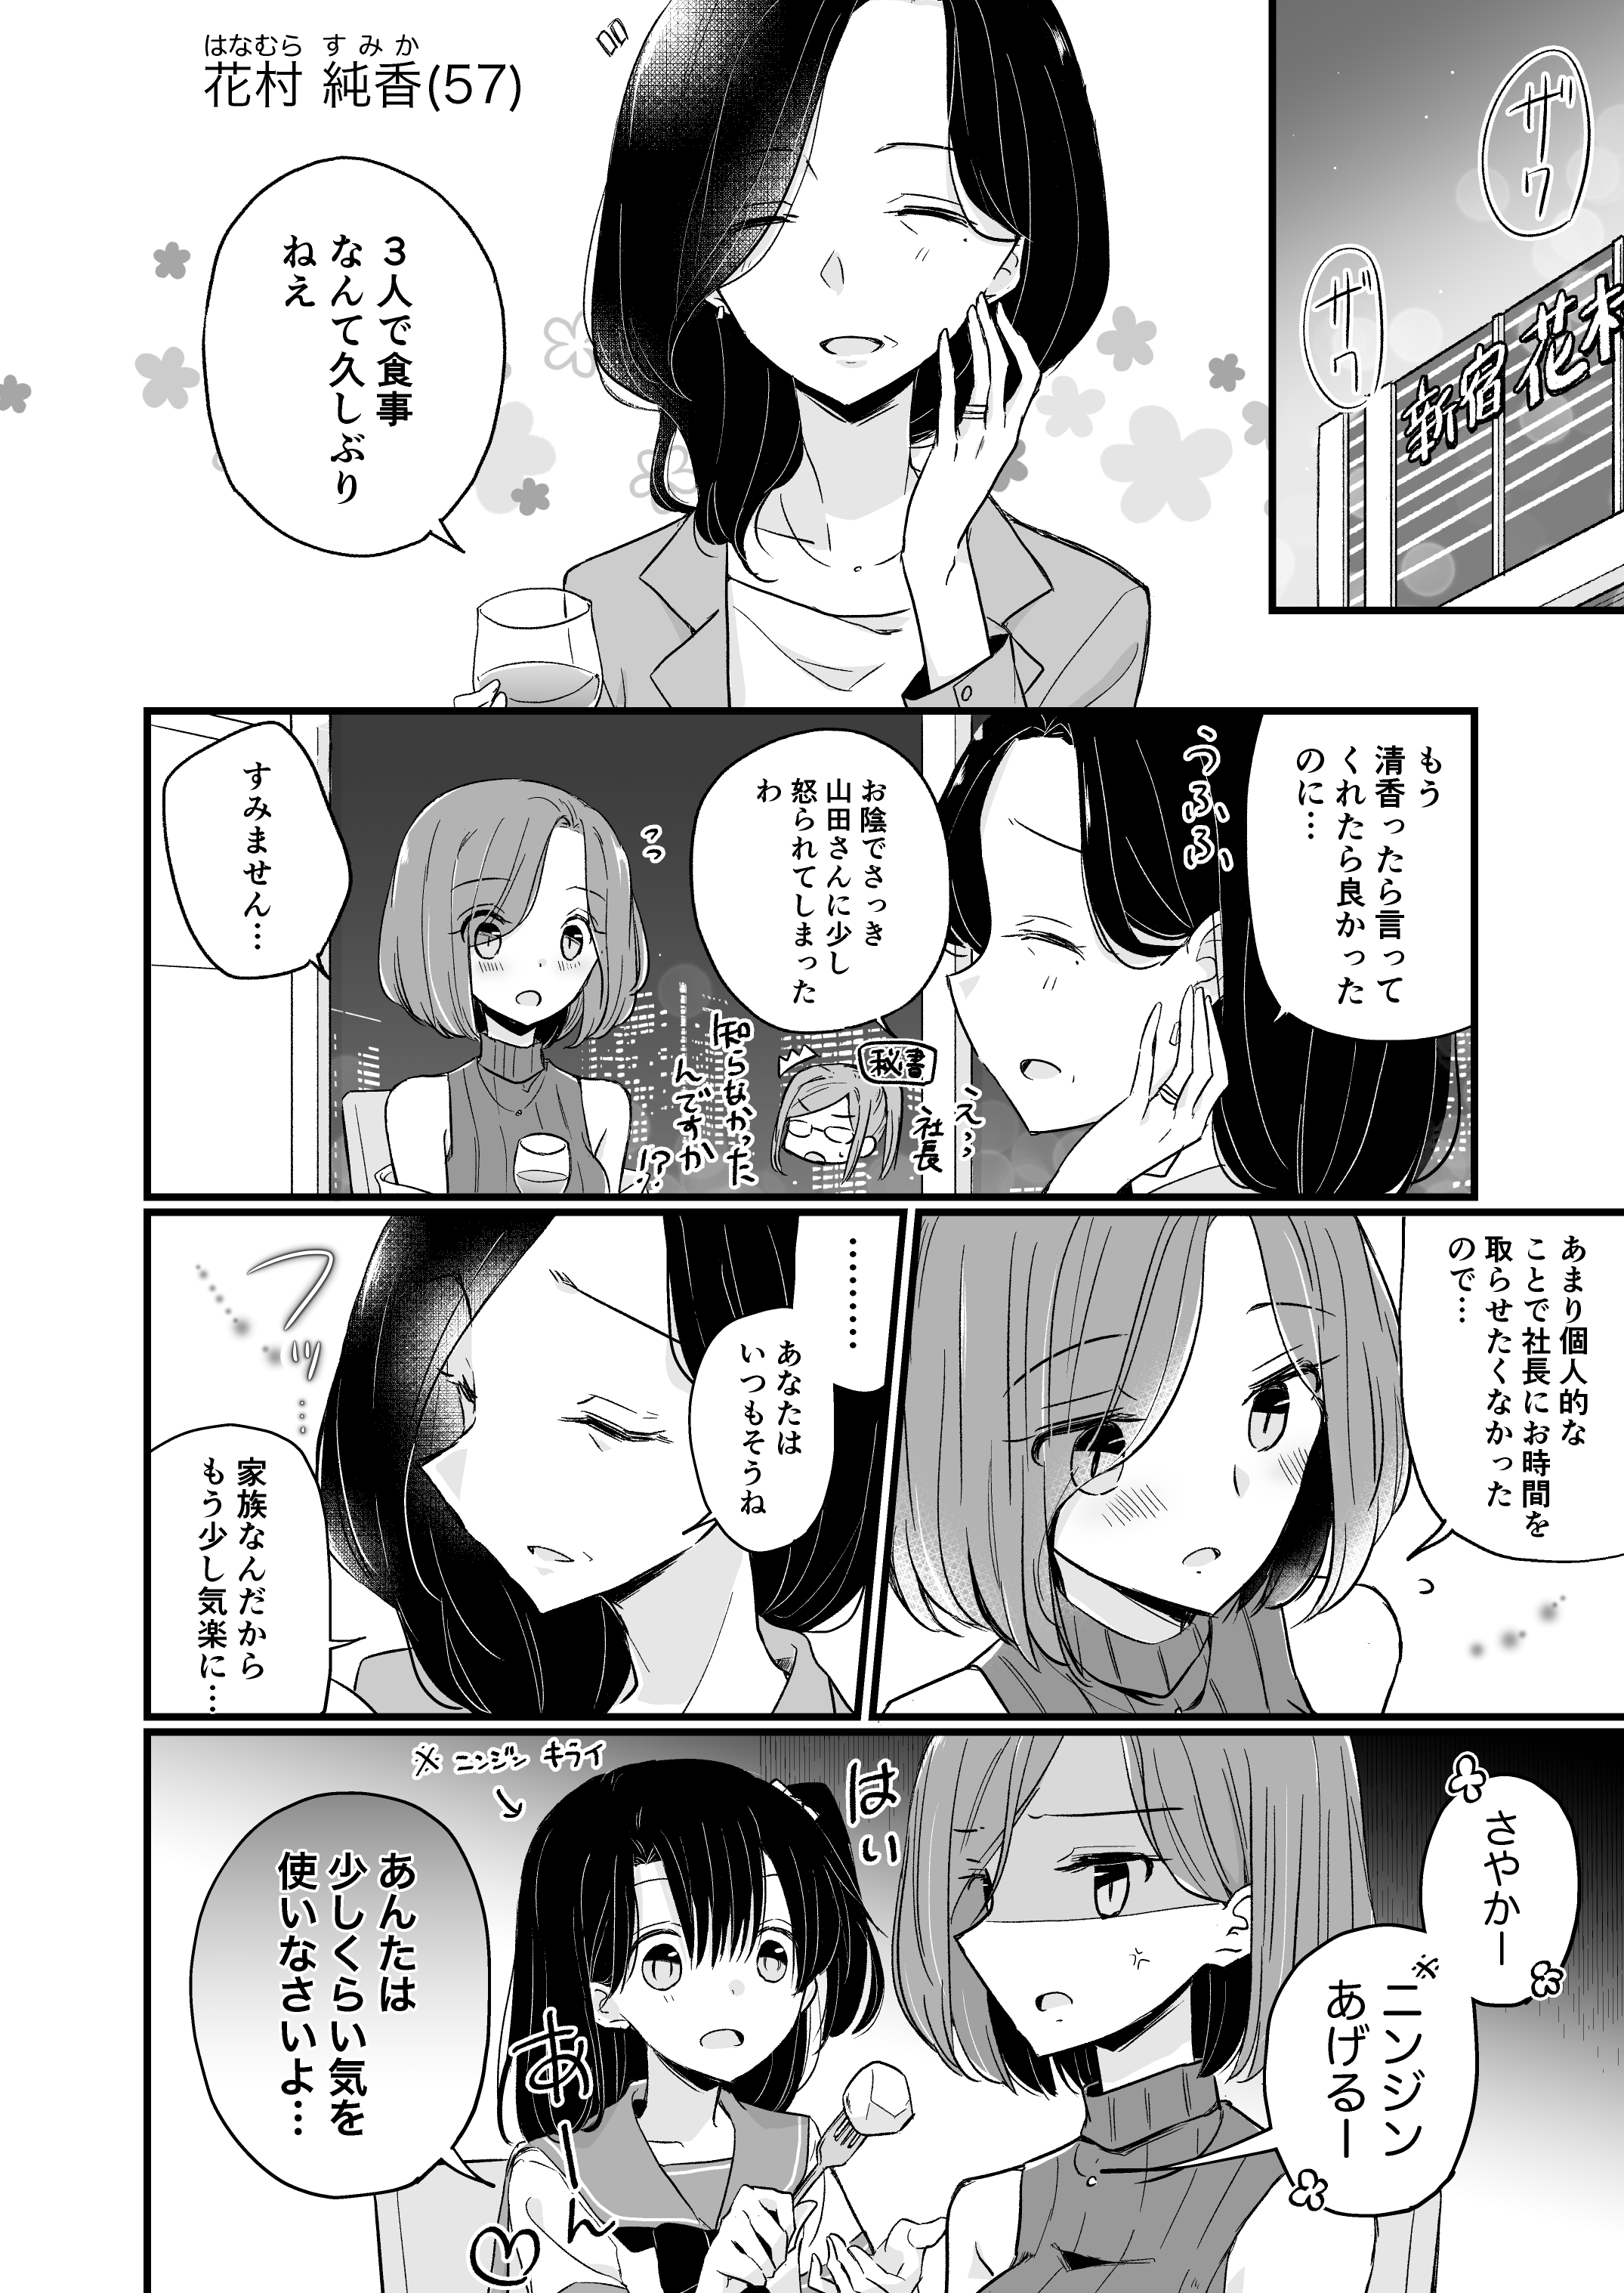 ザワ
ザワ
新宿花村
はなむら すみか
花村 純香(57)
3人で食事
なんて久しぶり
ねえ
もう
清香ったら言って
くれたら良かった
のに…
うふふ、
お陰でさっき
山田さんに少し
怒られてしまった
わ
秘書
えっっ
社長
知らなかった
んですか
!?
すみません…
あまり個人的な
ことで社長にお時間を
取らせたくなかった
ので…
………
あなたは
いつもそうね
フッ…
家族なんだから
もう少し気楽に…
さやかー
ニンジン
あげるー
ホ
はい
※ニンジン キライ
あーん
あんたは
少しくらい気を
使いなさいよ…